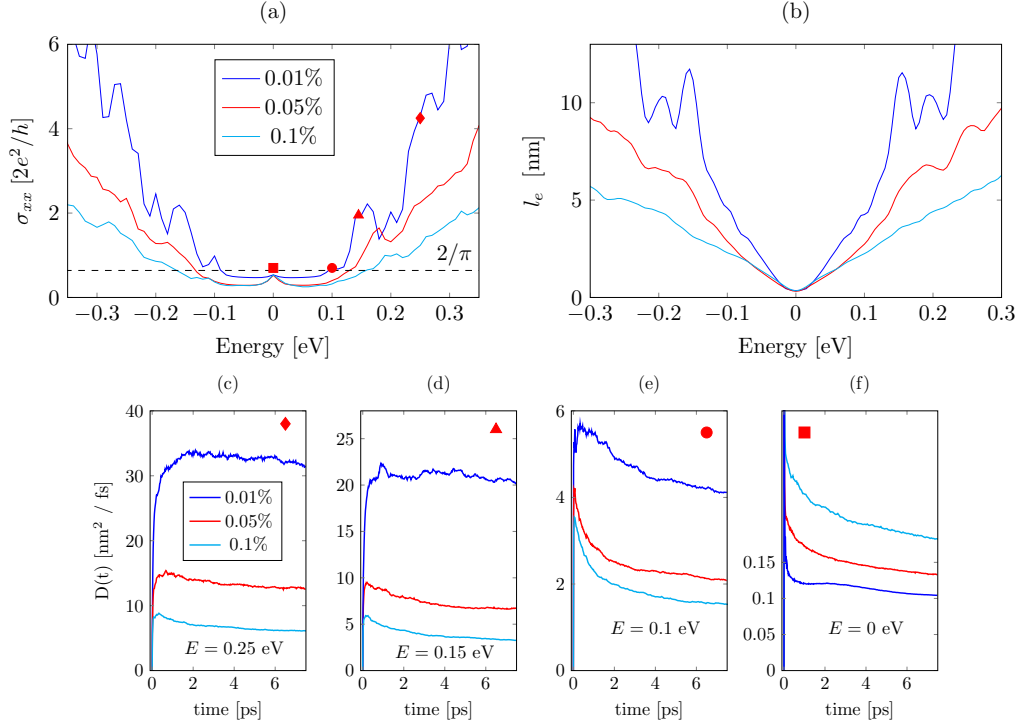 (a)
6
4
2
0
σxx [2e²/h]
0.01%
0.05%
0.1%
2/π
−0.3 −0.2 −0.1 0 0.1 0.2 0.3
Energy [eV]
(b)
10
5
0
le [nm]
−0.3 −0.2 −0.1 0 0.1 0.2 0.3
Energy [eV]
(c)
40
30
20
10
0
D(t) [nm² / fs]
0.01%
0.05%
0.1%
E = 0.25 eV
0 2 4 6
time [ps]
(d)
25
20
15
10
5
0
E = 0.15 eV
0 2 4 6
time [ps]
(e)
6
4
2
0
E = 0.1 eV
0 2 4 6
time [ps]
(f)
0.15
0.1
0.05
0
E = 0 eV
0 2 4 6
time [ps]